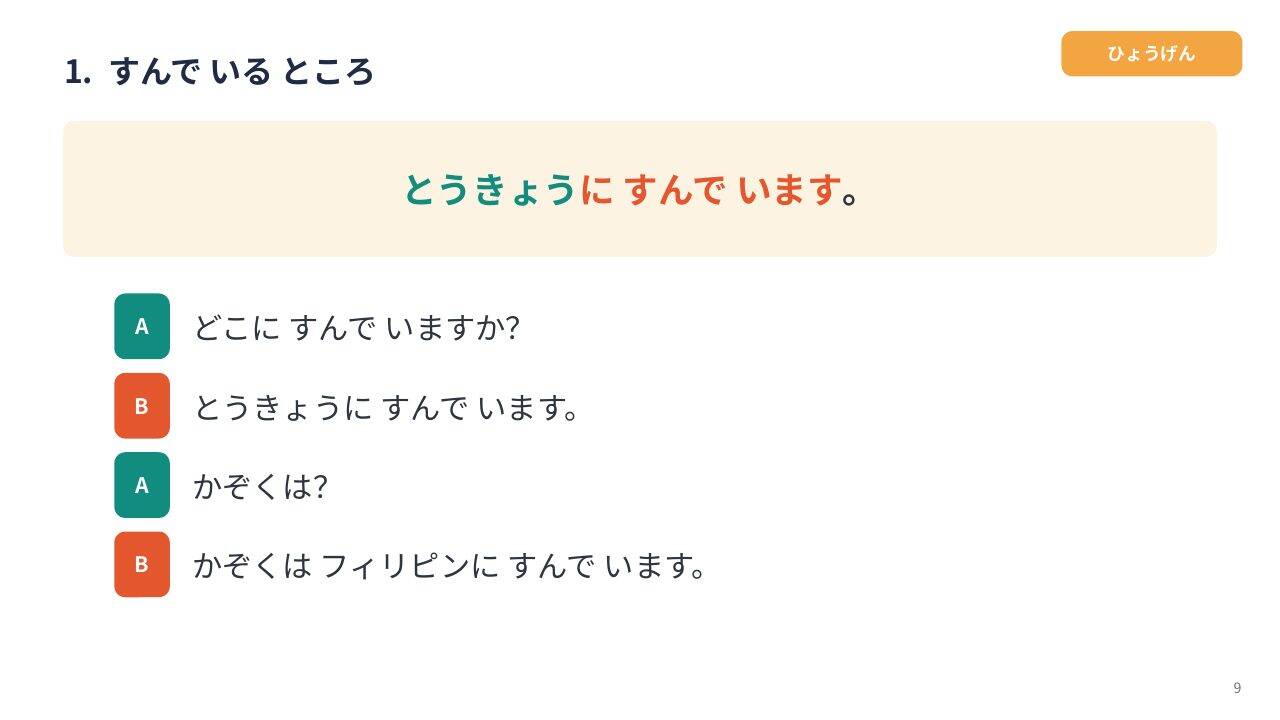 1. すんで いる ところ
ひょうげん
とうきょうに すんで います。
A どこに すんで いますか?
B とうきょうに すんで います。
A かぞくは?
B かぞくは フィリピンに すんで います。
9